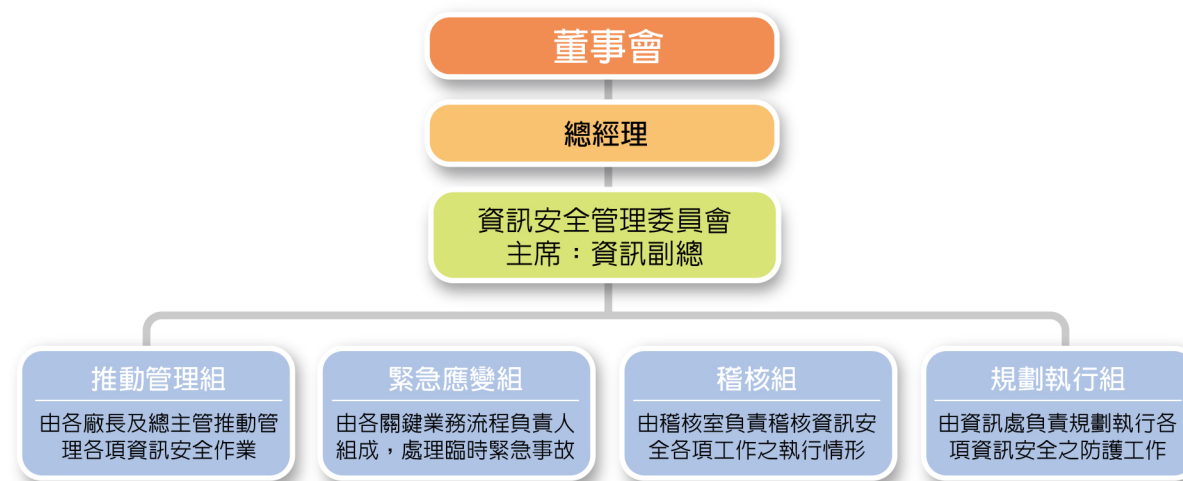 董事會
總經理
資訊安全管理委員會
主席：資訊副總
推動管理組
由各廠長及總主管推動管
理各項資訊安全作業
緊急應變組
由各關鍵業務流程負責人
組成，處理臨時緊急事故
稽核組
由稽核室負責稽核資訊安
全各項工作之執行情形
規劃執行組
由資訊處負責規劃執行各
項資訊安全之防護工作